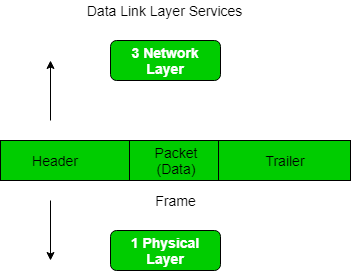 Data Link Layer Services
3 Network
Layer
Header
Packet
(Data)
Trailer
Frame
1 Physical
Layer